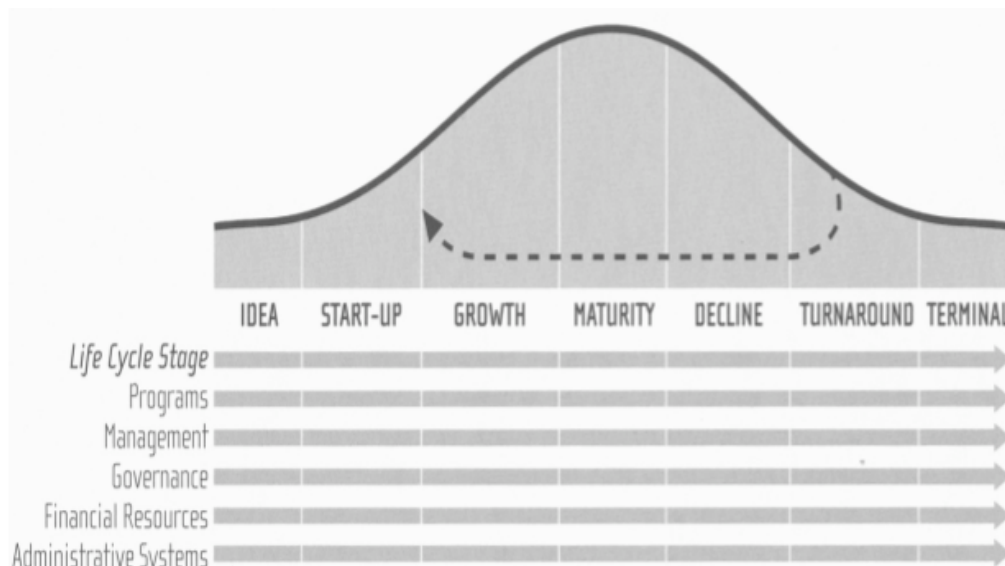 IDEA START-UP GROWTH MATURITY DECLINE TURNAROUND TERMINAL
Life Cycle Stage
Programs
Management
Governance
Financial Resources
Administrative Systems